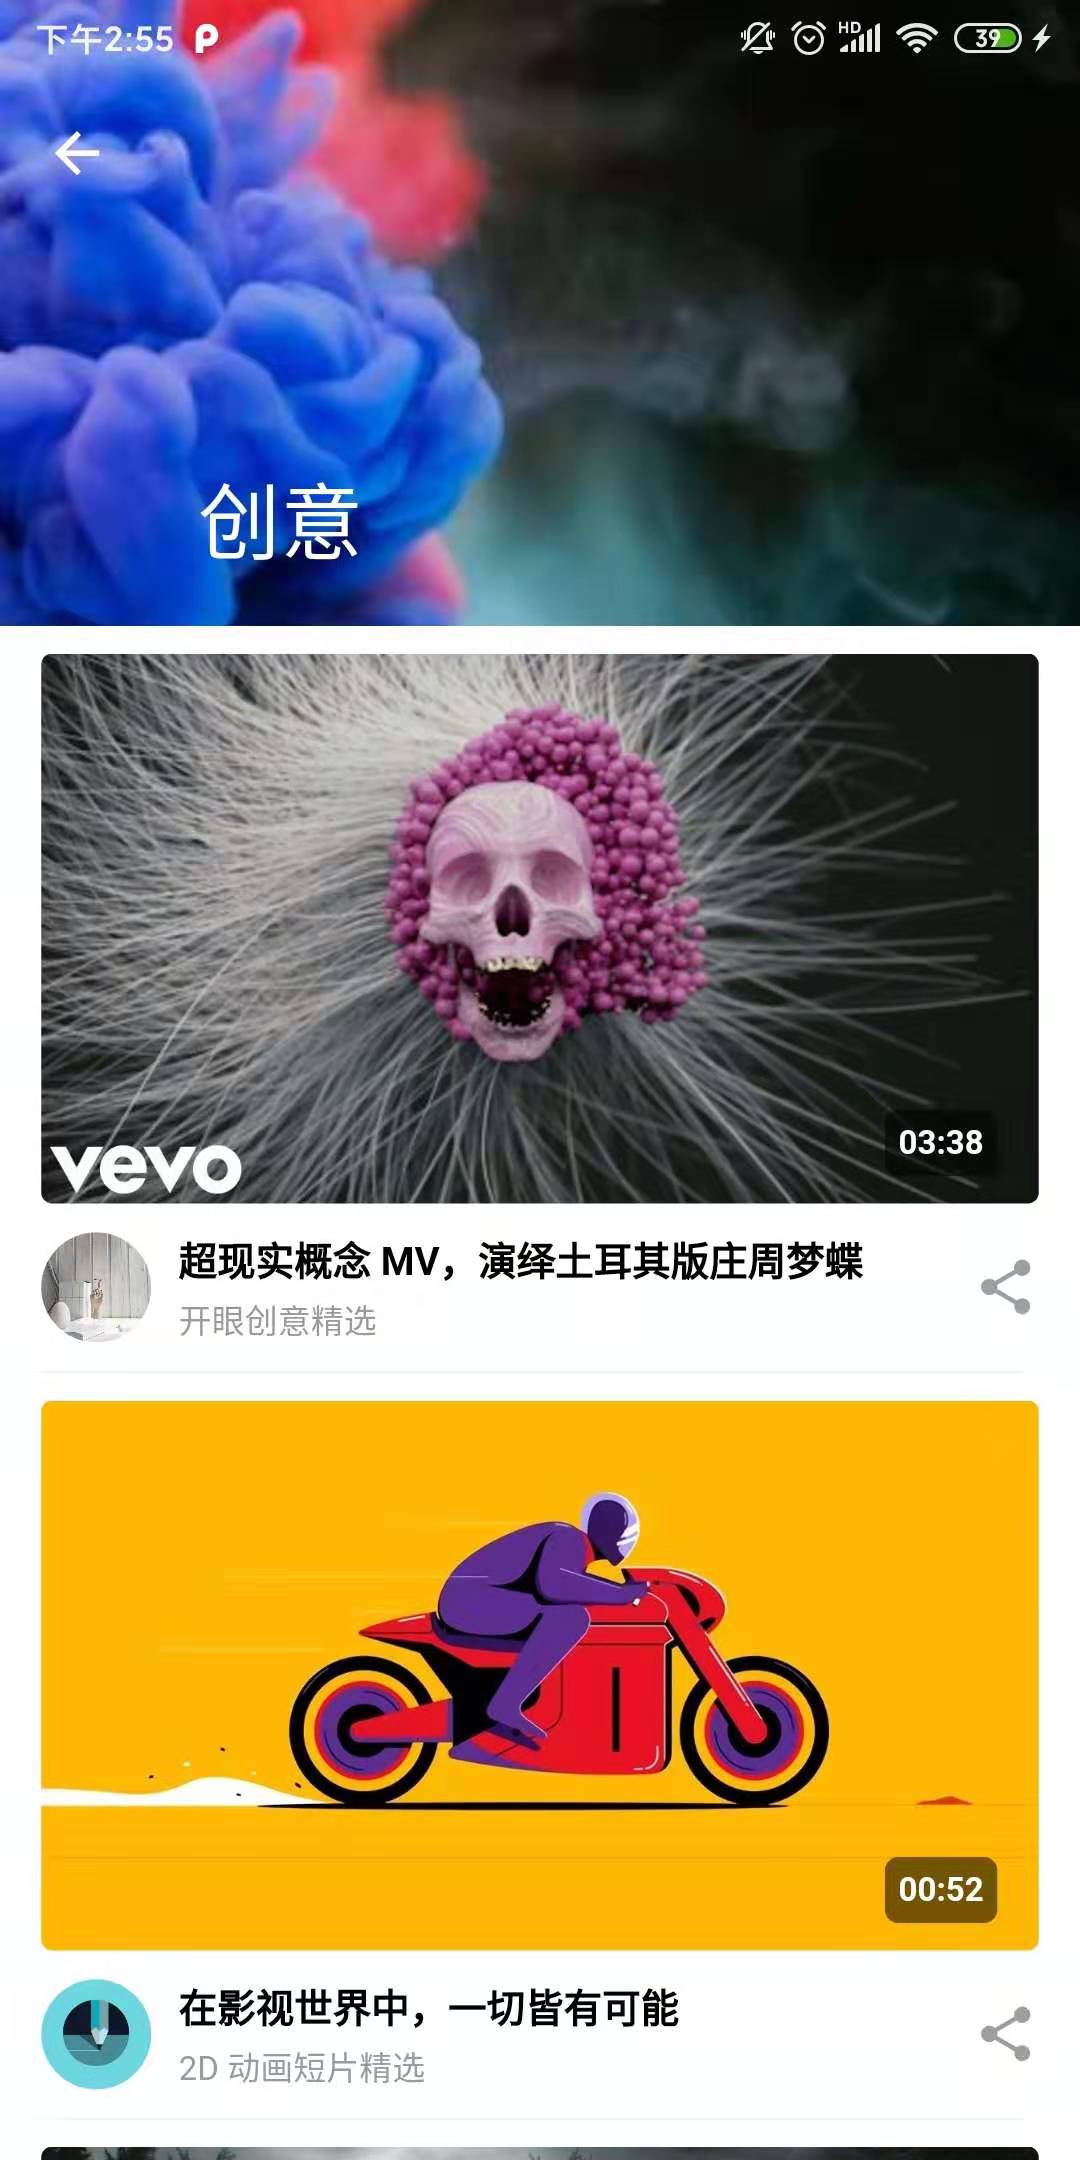 下午2:55
HD
39
创意
vevo
03:38
超现实概念 MV，演绎土耳其版庄周梦蝶
开眼创意精选
00:52
在影视世界中，一切皆有可能
2D 动画短片精选